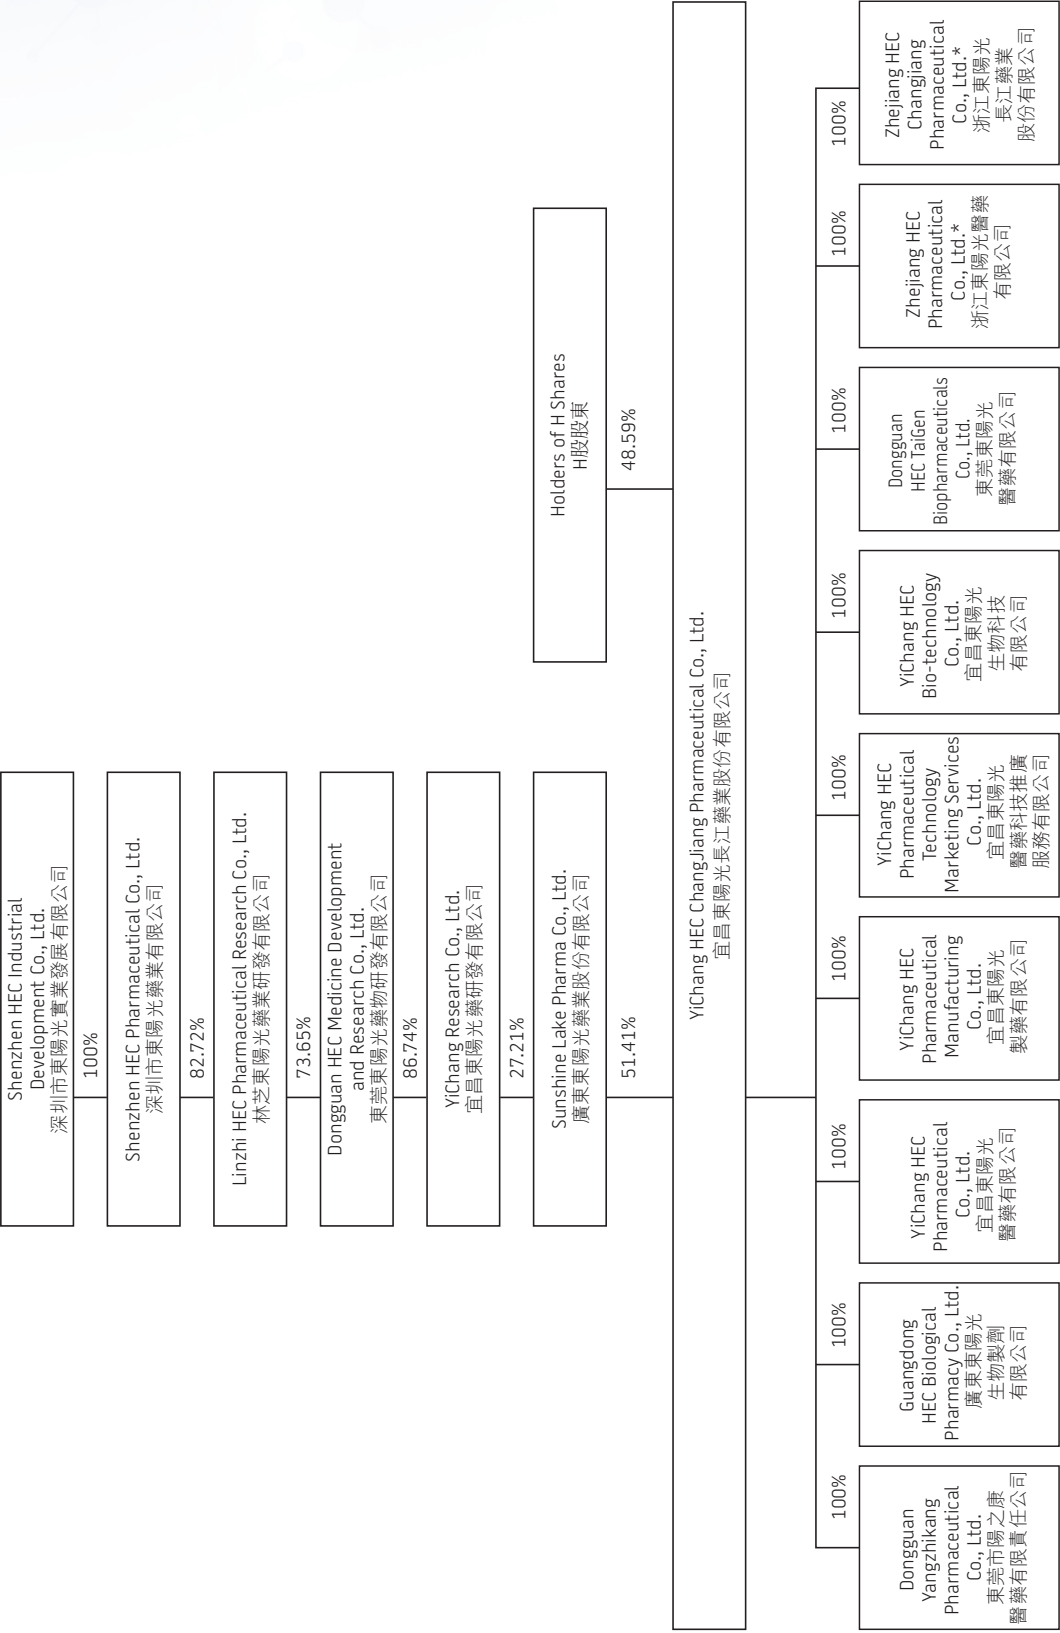 Shenzhen HEC Industrial
Development Co., Ltd.
深圳市東陽光實業發展有限公司
100%
Shenzhen HEC Pharmaceutical Co., Ltd.
深圳市東陽光藥業有限公司
82.72%
Linzhi HEC Pharmaceutical Research Co., Ltd.
林芝東陽光藥業研發有限公司
73.65%
Dongguan HEC Medicine Development
and Research Co., Ltd.
東莞東陽光藥物研發有限公司
86.74%
YiChang Research Co., Ltd.
宜昌東陽光藥研發有限公司
27.21%
Sunshine Lake Pharma Co., Ltd.
廣東東陽光藥業股份有限公司
51.41%
Holders of H Shares
H股股東
48.59%
YiChang HEC ChangJiang Pharmaceutical Co., Ltd.
宜昌東陽光長江藥業股份有限公司
100%
Dongguan
Yangzhikang
Pharmaceutical
Co., Ltd.
東莞市陽之康
醫藥有限責任公司
100%
Guangdong
HEC Biological
Pharmacy Co., Ltd.
廣東東陽光
生物製劑
有限公司
100%
YiChang HEC
Pharmaceutical
Co., Ltd.
宜昌東陽光
醫藥有限公司
100%
YiChang HEC
Pharmaceutical
Manufacturing
Co., Ltd.
宜昌東陽光
製藥有限公司
100%
YiChang HEC
Pharmaceutical
Technology
Marketing Services
Co., Ltd.
宜昌東陽光
醫藥科技推廣
服務有限公司
100%
YiChang HEC
Bio-technology
Co., Ltd.
宜昌東陽光
生物科技
有限公司
100%
Dongguan
HEC TaiGen
Biopharmaceuticals
Co., Ltd.
東莞東陽光
醫藥有限公司
100%
Zhejiang HEC
Pharmaceutical
Co., Ltd.*
浙江東陽光醫藥
有限公司
100%
Zhejiang HEC
Changjiang
Pharmaceutical
Co., Ltd.*
浙江東陽光
長江藥業
股份有限公司